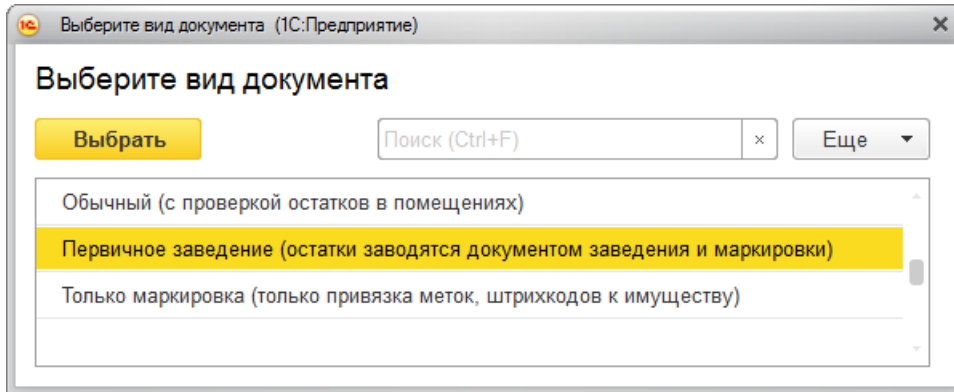 1С Выберите вид документа (1С:Предприятие)
Выберите вид документа
Выбрать Поиск (Ctrl+F) × Еще
Обычный (с проверкой остатков в помещениях)
Первичное заведение (остатки заводятся документом заведения и маркировки)
Только маркировка (только привязка меток, штрихкодов к имуществу)